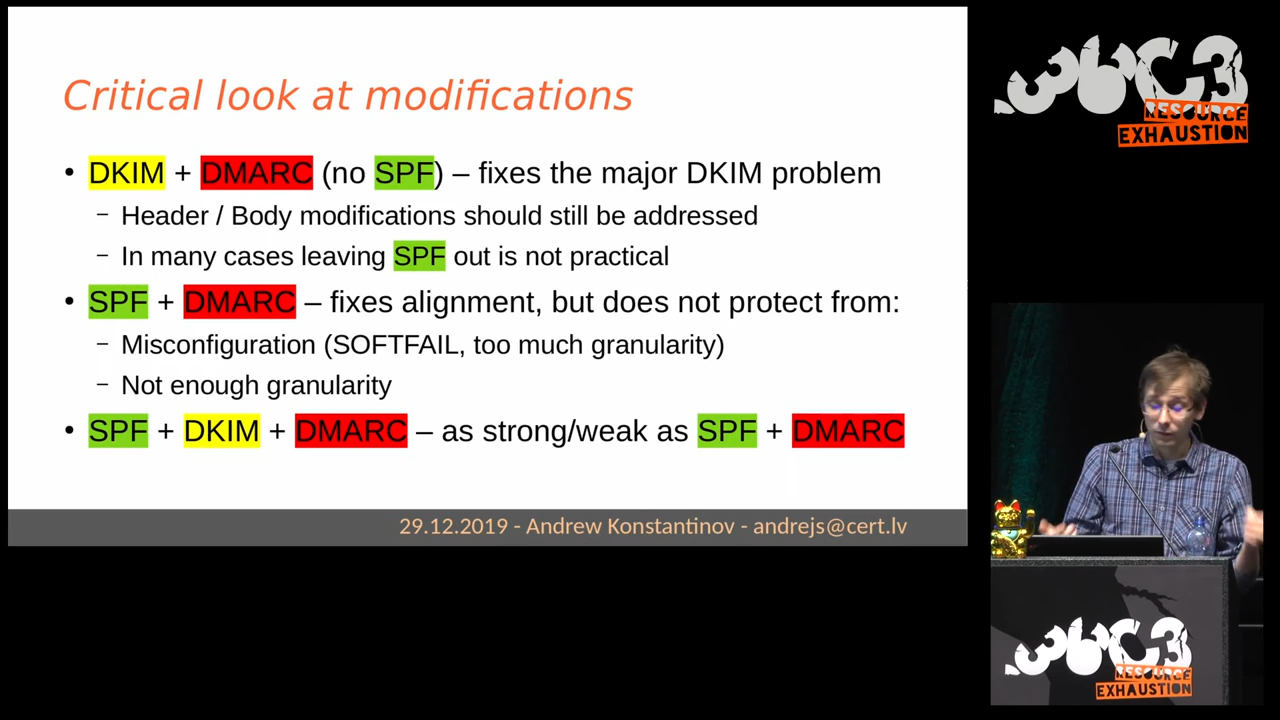 Critical look at modifications
• DKIM + DMARC (no SPF) – fixes the major DKIM problem
– Header / Body modifications should still be addressed
– In many cases leaving SPF out is not practical
• SPF + DMARC – fixes alignment, but does not protect from:
– Misconfiguration (SOFTFAIL, too much granularity)
– Not enough granularity
• SPF + DKIM + DMARC – as strong/weak as SPF + DMARC
29.12.2019 - Andrew Konstantinov - andrejs@cert.lv
36C3
RESOURCE
EXHAUSTION
36C3
RESOURCE
EXHAUSTION